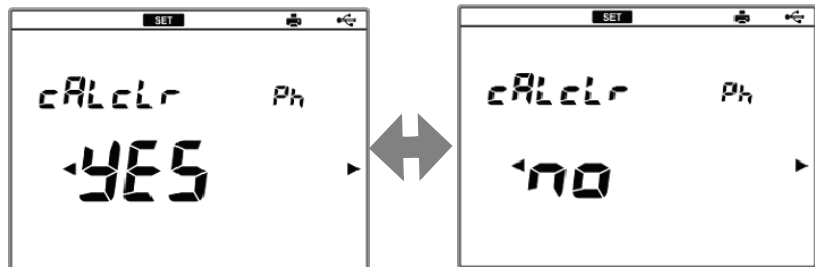 SET
cALcLr Ph
YES
SET
cALcLr Ph
no